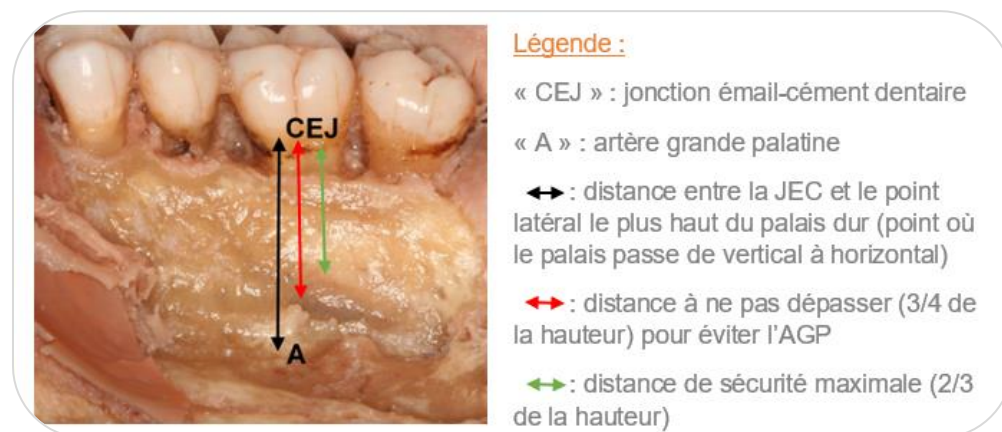 Légende :
« CEJ » : jonction émail-cément dentaire
« A » : artère grande palatine
: distance entre la JEC et le point
latéral le plus haut du palais dur (point où
le palais passe de vertical à horizontal)
: distance à ne pas dépasser (3/4 de
la hauteur) pour éviter l'AGP
: distance de sécurité maximale (2/3
de la hauteur)
CEJ
A